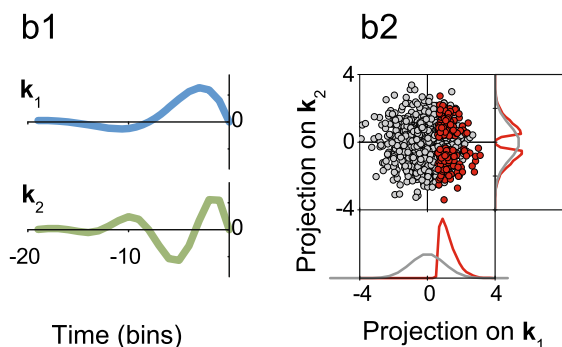 b1
k1
0
k2
0
-20
-10
Time (bins)
b2
Projection on k2
4
0
-4
-4
0
4
Projection on k1